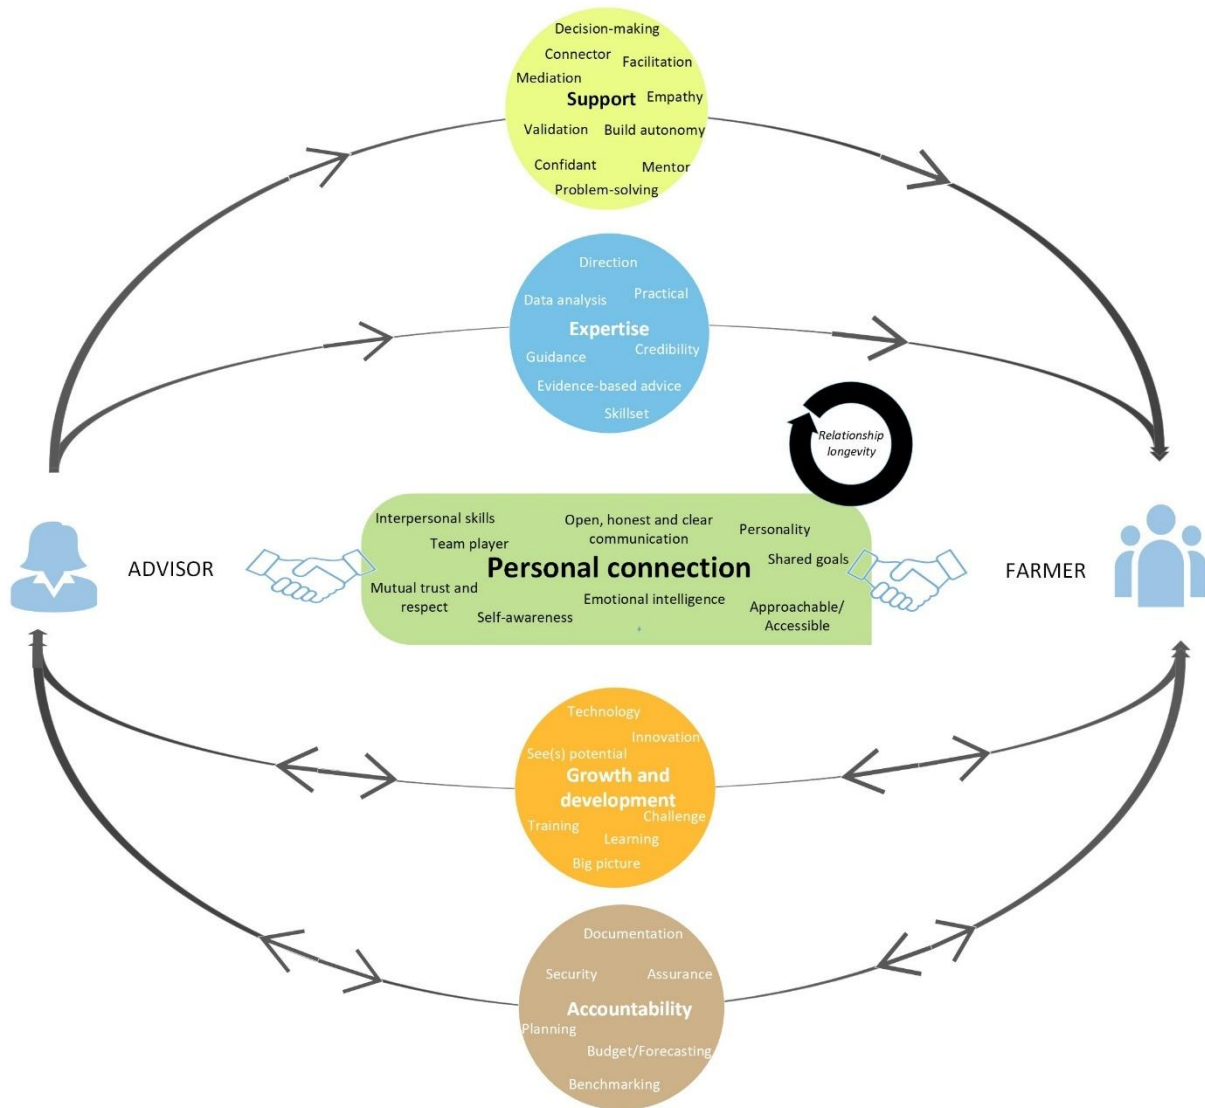 Decision-making
Connector
Facilitation
Mediation
Support
Empathy
Validation
Build autonomy
Confidant
Mentor
Problem-solving
Direction
Data analysis
Practical
Expertise
Guidance
Credibility
Evidence-based advice
Skillset
Relationship
longevity
ADVISOR
Interpersonal skills
Team player
Open, honest and clear
communication
Personality
Personal connection
Shared goals
Mutual trust and
respect
Self-awareness
Emotional intelligence
Approachable/
Accessible
FARMER
Technology
Innovation
See(s) potential
Growth and
development
Challenge
Training
Learning
Big picture
Documentation
Security
Assurance
Accountability
Planning
Budget/Forecasting
Benchmarking